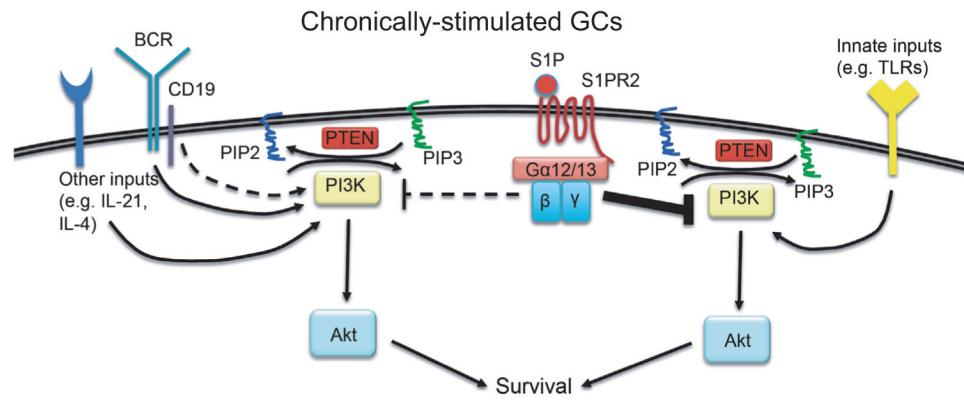 Chronically-stimulated GCs
BCR
CD19
S1P
S1PR2
Innate inputs
(e.g. TLRs)
PIP2
PTEN
PIP3
PI3K
Other inputs
(e.g. IL-21,
IL-4)
Gα12/13
β
γ
PIP2
PTEN
PIP3
PI3K
Akt
Akt
Survival